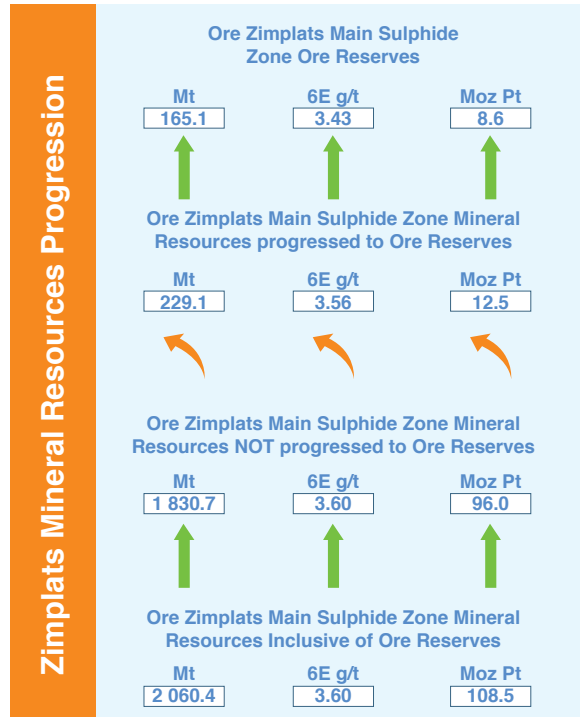 Zimplats Mineral Resources Progression
Ore Zimplats Main Sulphide
Zone Ore Reserves
Mt 6E g/t Moz Pt
165.1 3.43 8.6
Ore Zimplats Main Sulphide Zone Mineral
Resources progressed to Ore Reserves
Mt 6E g/t Moz Pt
229.1 3.56 12.5
Ore Zimplats Main Sulphide Zone Mineral
Resources NOT progressed to Ore Reserves
Mt 6E g/t Moz Pt
1 830.7 3.60 96.0
Ore Zimplats Main Sulphide Zone Mineral
Resources Inclusive of Ore Reserves
Mt 6E g/t Moz Pt
2 060.4 3.60 108.5